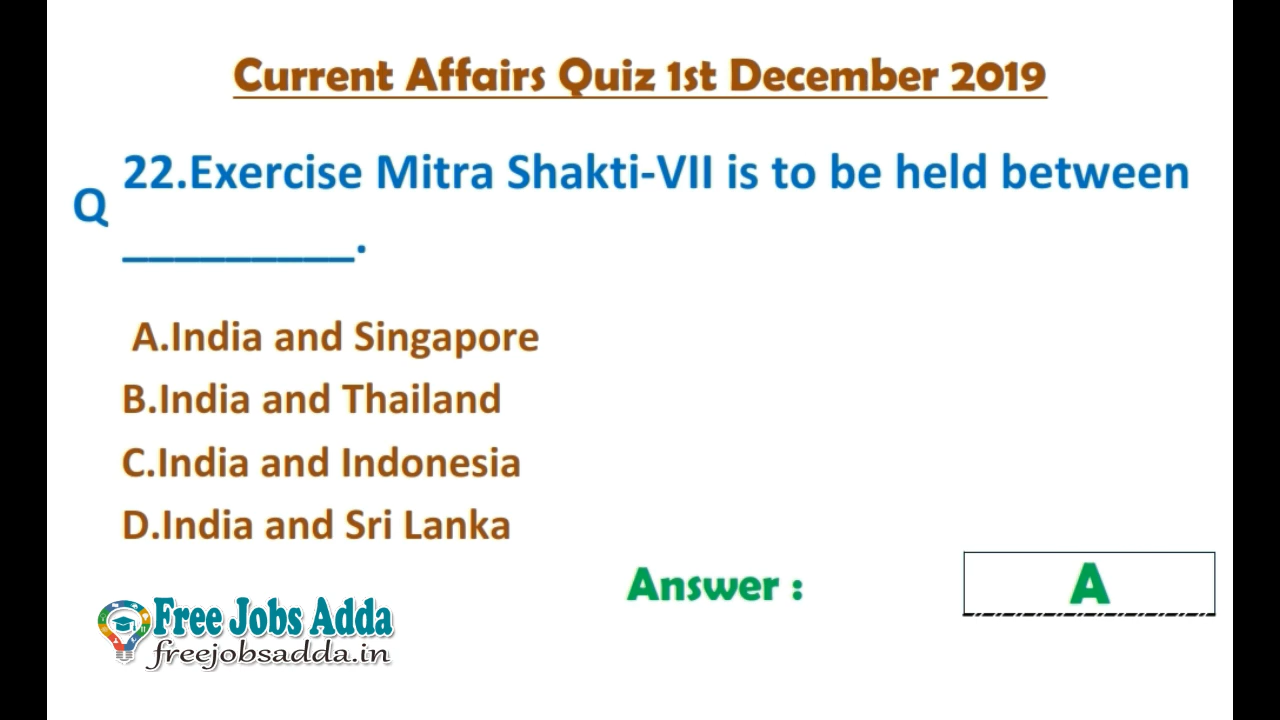 Current Affairs Quiz 1st December 2019
Q 22.Exercise Mitra Shakti-VII is to be held between
_________.
A.India and Singapore
B.India and Thailand
C.India and Indonesia
D.India and Sri Lanka
Answer : A
Free Jobs Adda
freejobsadda.in